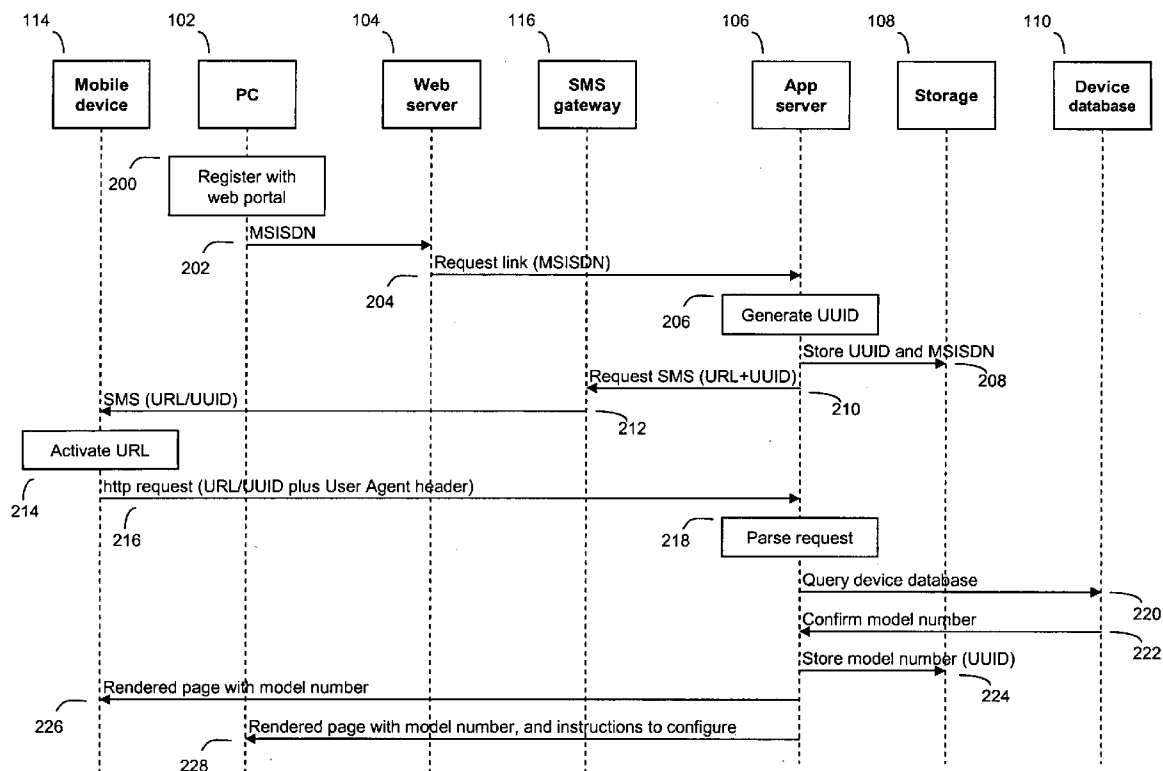 114
102
104
116
106
108
110
Mobile
device
PC
Web
server
SMS
gateway
App
server
Storage
Device
database
200
Register with
web portal
MSISDN
202
Request link (MSISDN)
204
206
Generate UUID
Store UUID and MSISDN
208
Request SMS (URL+UUID)
210
SMS (URL/UUID)
212
Activate URL
214
http request (URL/UUID plus User Agent header)
216
218
Parse request
Query device database
220
Confirm model number
222
Store model number (UUID)
224
Rendered page with model number
226
Rendered page with model number, and instructions to configure
228